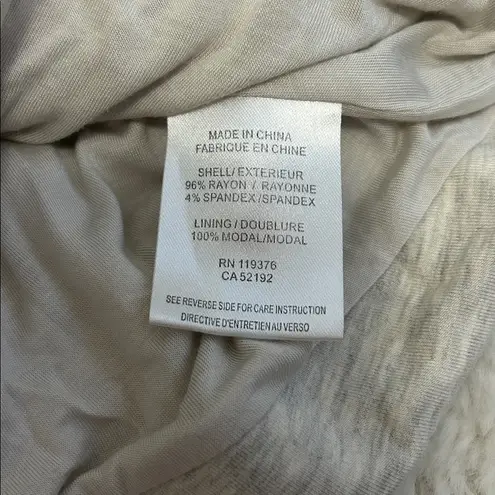 MADE IN CHINA
FABRIQUE EN CHINE
SHELL/EXTERIEUR
96% RAYON / RAYONNE
4% SPANDEX/SPANDEX
LINING/DOUBLURE
100% MODAL/MODAL
RN 119376
CA 52192
SEE REVERSE SIDE FOR CARE INSTRUCTION
DIRECTIVE D'ENTRETIEN AU VERSO